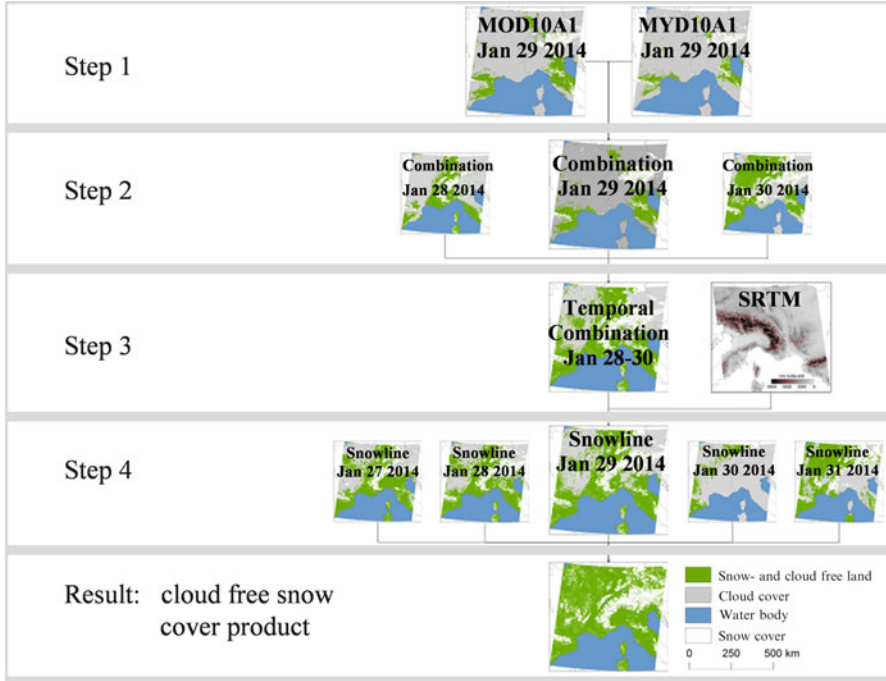 Step 1
MOD10A1
Jan 29 2014
MYD10A1
Jan 29 2014
Step 2
Combination
Jan 28 2014
Combination
Jan 29 2014
Combination
Jan 30 2014
Step 3
Temporal
Combination
Jan 28-30
SRTM
Step 4
Snowline
Jan 27 2014
Snowline
Jan 28 2014
Snowline
Jan 29 2014
Snowline
Jan 30 2014
Snowline
Jan 31 2014
Result: cloud free snow
cover product
Snow- and cloud free land
Cloud cover
Water body
Snow cover
0 250 500 km